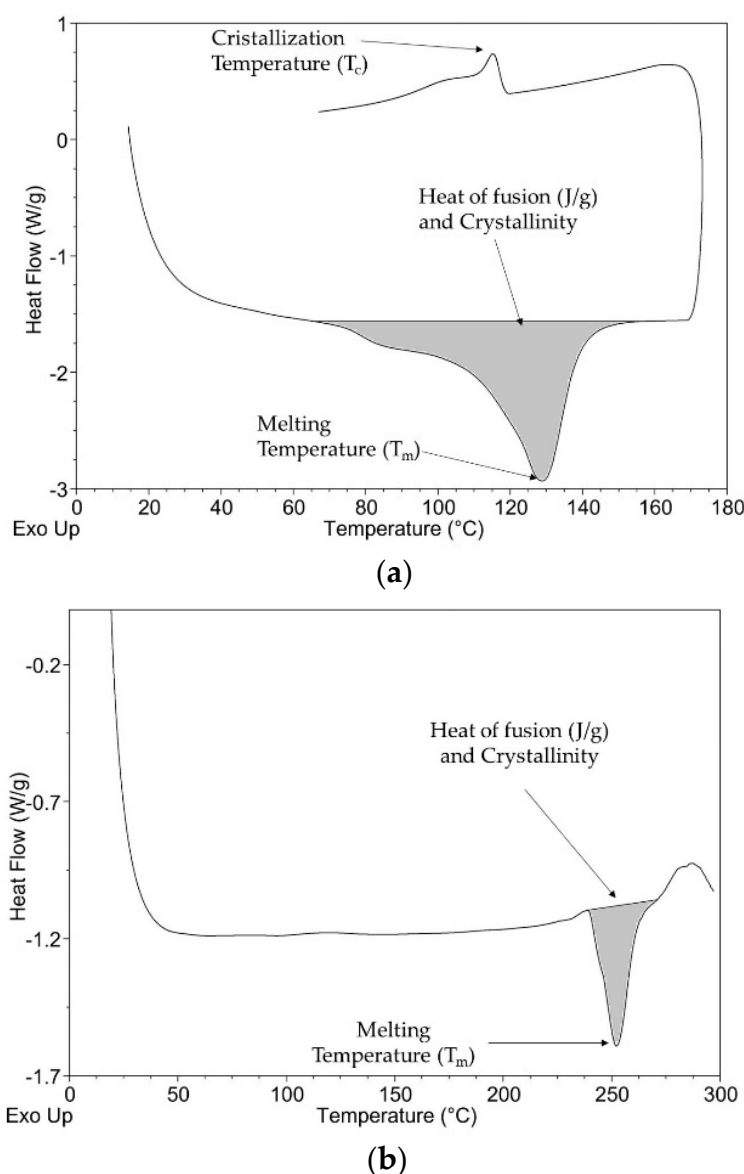 1
0
-1
-2
-3
Heat Flow (W/g)
Cristallization
Temperature (Tc)
Heat of fusion (J/g)
and Crystallinity
Melting
Temperature (Tm)
0 20 40 60 80 100 120 140 160 180
Exo Up
Temperature (°C)
(a)
-0.2
-0.7
-1.2
-1.7
Heat Flow (W/g)
Heat of fusion (J/g)
and Crystallinity
Melting
Temperature (Tm)
0 50 100 150 200 250 300
Exo Up
Temperature (°C)
(b)